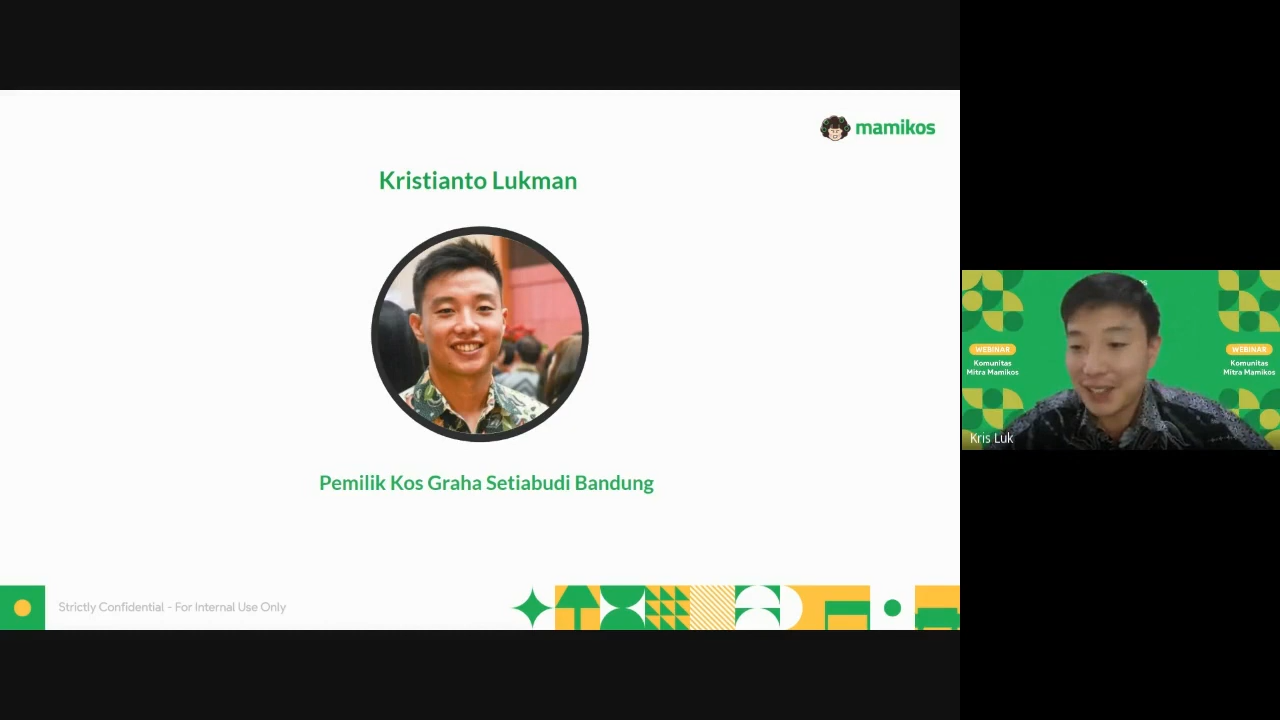 mamikos
Kristianto Lukman
Pemilik Kos Graha Setiabudi Bandung
Strictly Confidential - For Internal Use Only
WEBINAR
Komunitas
Mitra Mamikos
WEBINAR
Komunitas
Mitra Mamikos
Kris Luk